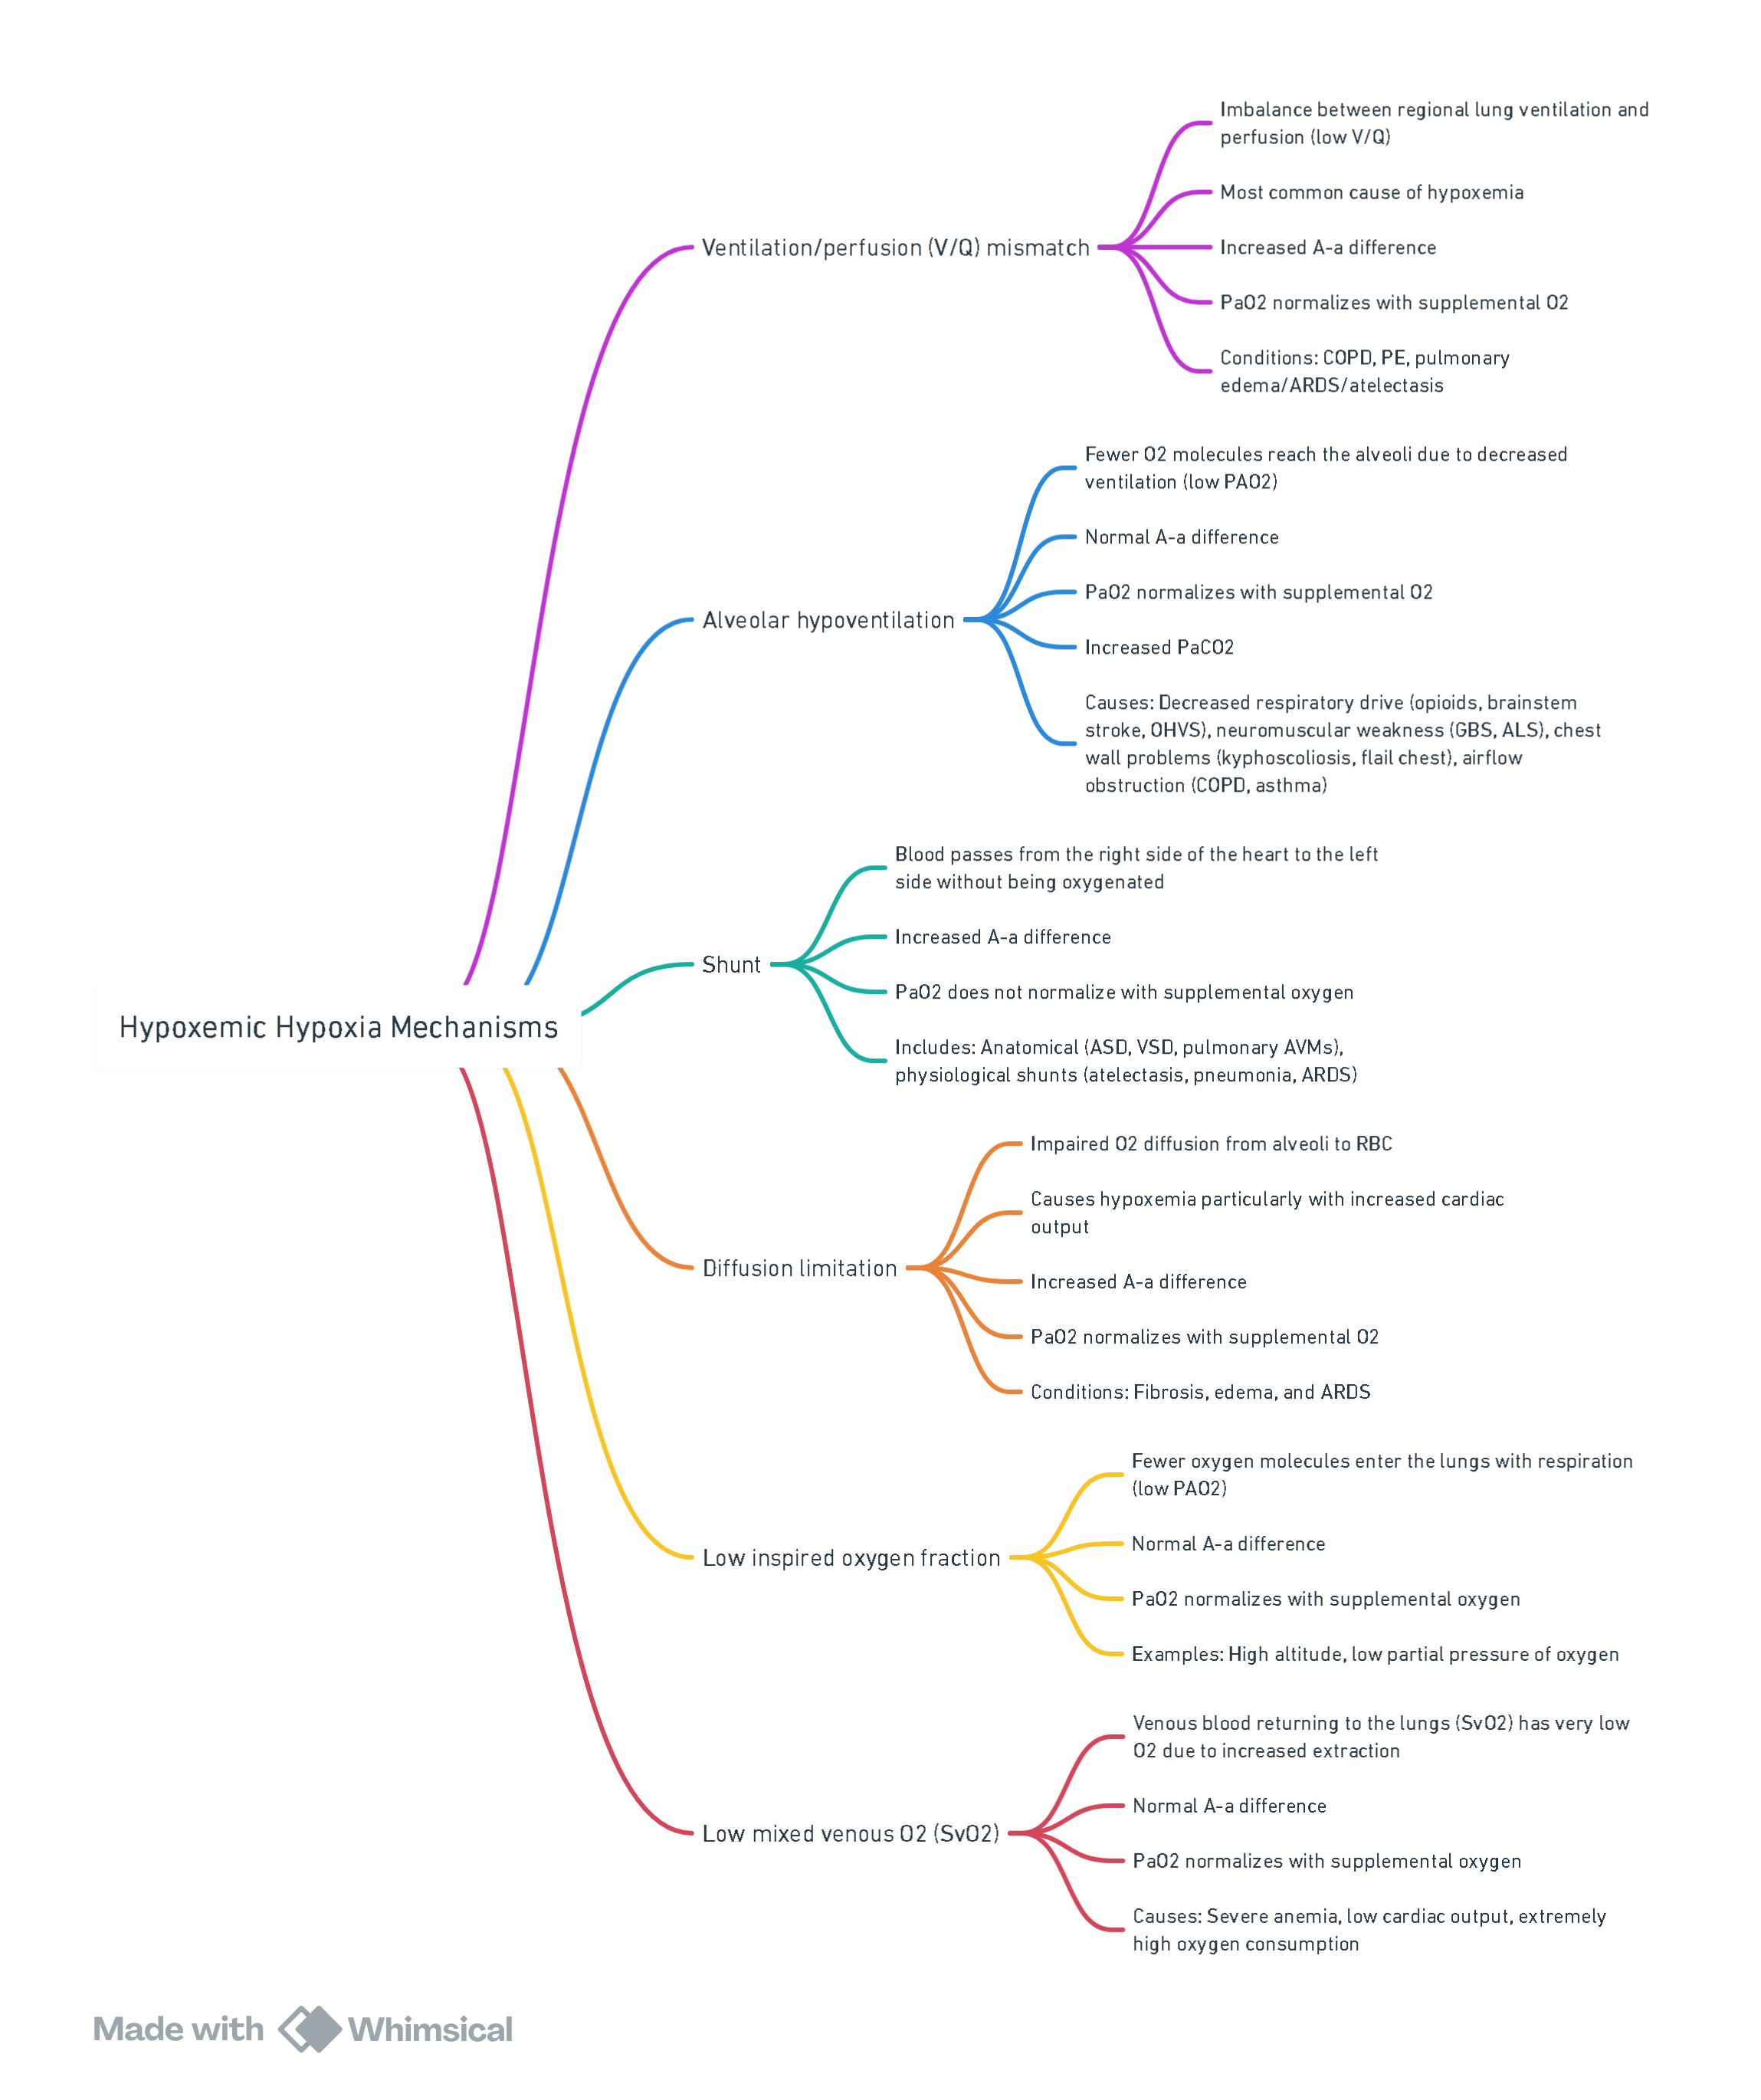 Imbalance between regional lung ventilation and
perfusion (low V/Q)
Most common cause of hypoxemia
Ventilation/perfusion (V/Q) mismatch
Increased A-a difference
PaO2 normalizes with supplemental O2
Conditions: COPD, PE, pulmonary
edema/ARDS/atelectasis
Fewer O2 molecules reach the alveoli due to decreased
ventilation (low PAO2)
Normal A-a difference
PaO2 normalizes with supplemental O2
Alveolar hypoventilation
Increased PaCO2
Causes: Decreased respiratory drive (opioids, brainstem
stroke, OHVS), neuromuscular weakness (GBS, ALS), chest
wall problems (kyphoscoliosis, flail chest), airflow
obstruction (COPD, asthma)
Blood passes from the right side of the heart to the left
side without being oxygenated
Increased A-a difference
Shunt
PaO2 does not normalize with supplemental oxygen
Includes: Anatomical (ASD, VSD, pulmonary AVMs),
physiological shunts (atelectasis, pneumonia, ARDS)
Hypoxemic Hypoxia Mechanisms
Impaired O2 diffusion from alveoli to RBC
Causes hypoxemia particularly with increased cardiac
output
Diffusion limitation
Increased A-a difference
PaO2 normalizes with supplemental O2
Conditions: Fibrosis, edema, and ARDS
Fewer oxygen molecules enter the lungs with respiration
(low PAO2)
Normal A-a difference
Low inspired oxygen fraction
PaO2 normalizes with supplemental oxygen
Examples: High altitude, low partial pressure of oxygen
Venous blood returning to the lungs (SvO2) has very low
O2 due to increased extraction
Normal A-a difference
Low mixed venous O2 (SvO2)
PaO2 normalizes with supplemental oxygen
Causes: Severe anemia, low cardiac output, extremely
high oxygen consumption
Made with Whimsical